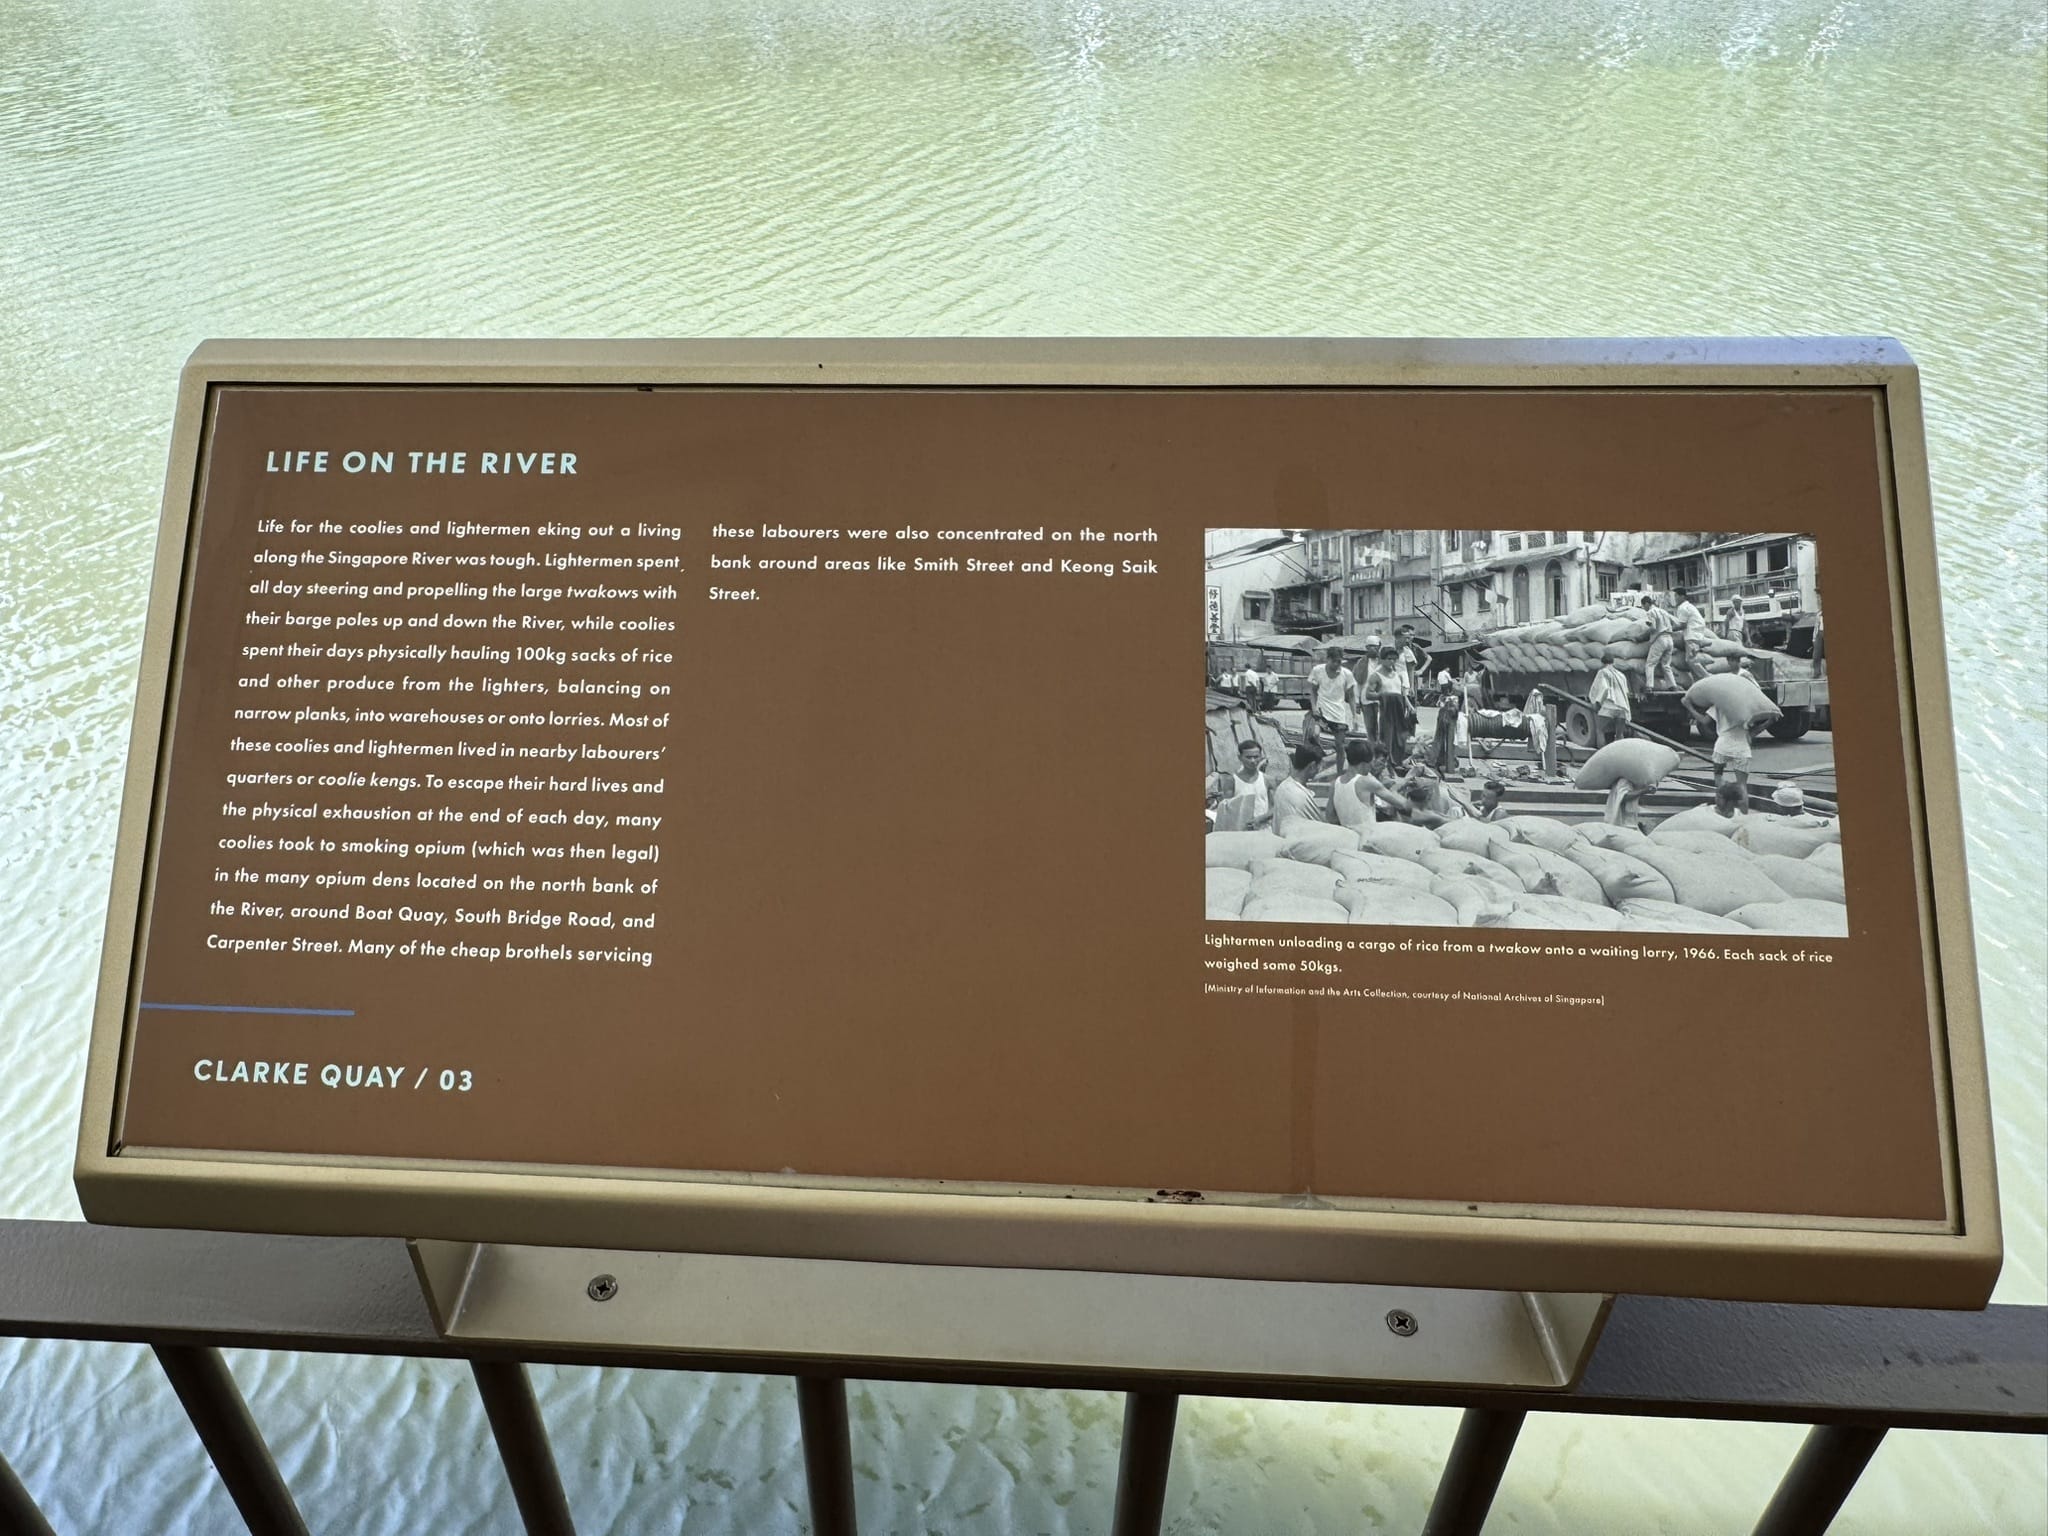 LIFE ON THE RIVER
Life for the coolies and lightermen eking out a living
along the Singapore River was tough. Lightermen spent
all day steering and propelling the large twakows with
their barge poles up and down the River, while coolies
spent their days physically hauling 100kg sacks of rice
and other produce from the lighters, balancing on
narrow planks, into warehouses or onto lorries. Most of
these coolies and lightermen lived in nearby labourers'
quarters or coolie kengs. To escape their hard lives and
the physical exhaustion at the end of each day, many
coolies took to smoking opium (which was then legal)
in the many opium dens located on the north bank of
the River, around Boat Quay, South Bridge Road, and
Carpenter Street. Many of the cheap brothels servicing
these labourers were also concentrated on the north
bank around areas like Smith Street and Keong Saik
Street.
Lightermen unloading a cargo of rice from a twakow onto a waiting lorry, 1966. Each sack of rice
weighed some 50kgs.
[Ministry of Information and the Arts Collection, courtesy of National Archives of Singapore]
CLARKE QUAY / 03